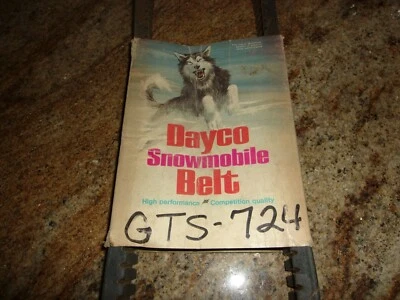 Dayco
Snowmobile
Belt
High performance Competition quality
GTS-724